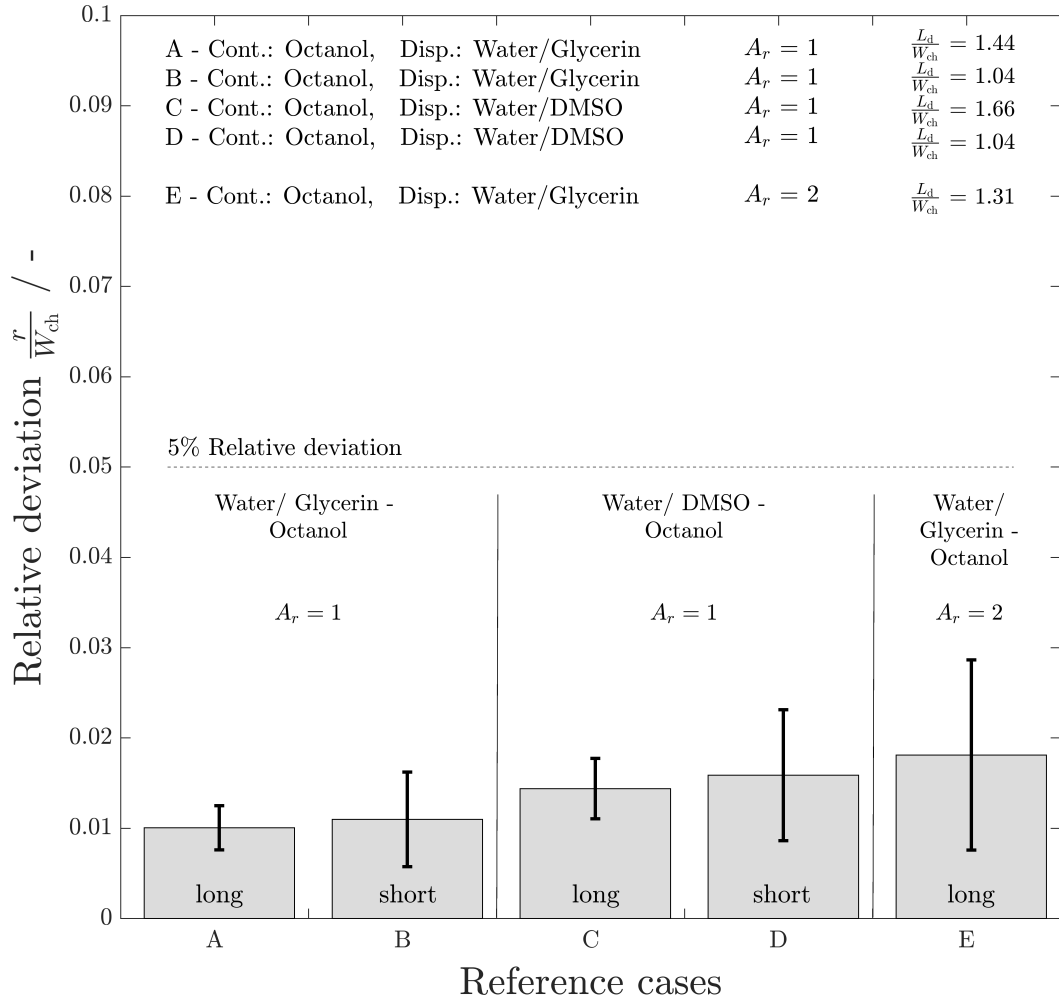 0.1
A - Cont.: Octanol, Disp.: Water/Glycerin A_r = 1 L_d/W_ch = 1.44
B - Cont.: Octanol, Disp.: Water/Glycerin A_r = 1 L_d/W_ch = 1.04
C - Cont.: Octanol, Disp.: Water/DMSO A_r = 1 L_d/W_ch = 1.66
D - Cont.: Octanol, Disp.: Water/DMSO A_r = 1 L_d/W_ch = 1.04
E - Cont.: Octanol, Disp.: Water/Glycerin A_r = 2 L_d/W_ch = 1.31
0.09
0.08
0.07
0.06
0.05
0.04
0.03
0.02
0.01
0
Relative deviation r/W_ch / -
5% Relative deviation
Water/ Glycerin -
Octanol
A_r = 1
Water/ DMSO -
Octanol
A_r = 1
Water/
Glycerin -
Octanol
A_r = 2
long
short
long
short
long
A
B
C
D
E
Reference cases